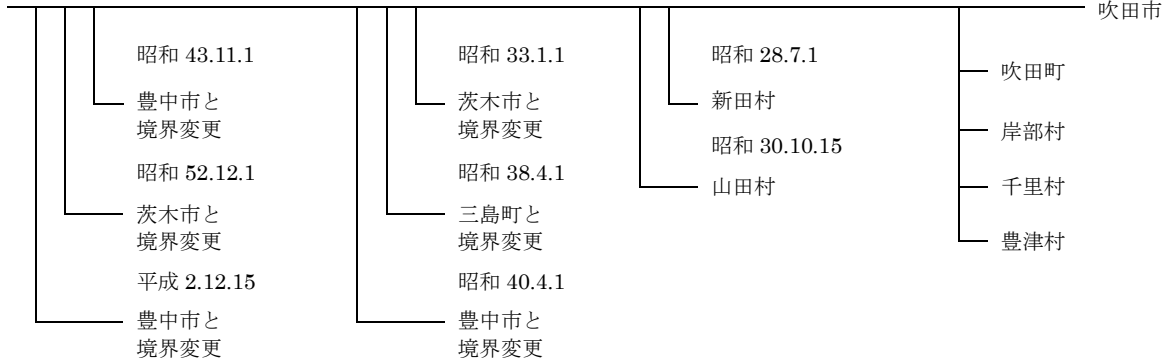 吹田市
吹田町
岸部村
千里村
豊津村
昭和 28.7.1
新田村
昭和 30.10.15
山田村
昭和 33.1.1
茨木市と
境界変更
昭和 38.4.1
三島町と
境界変更
昭和 40.4.1
豊中市と
境界変更
昭和 43.11.1
豊中市と
境界変更
昭和 52.12.1
茨木市と
境界変更
平成 2.12.15
豊中市と
境界変更